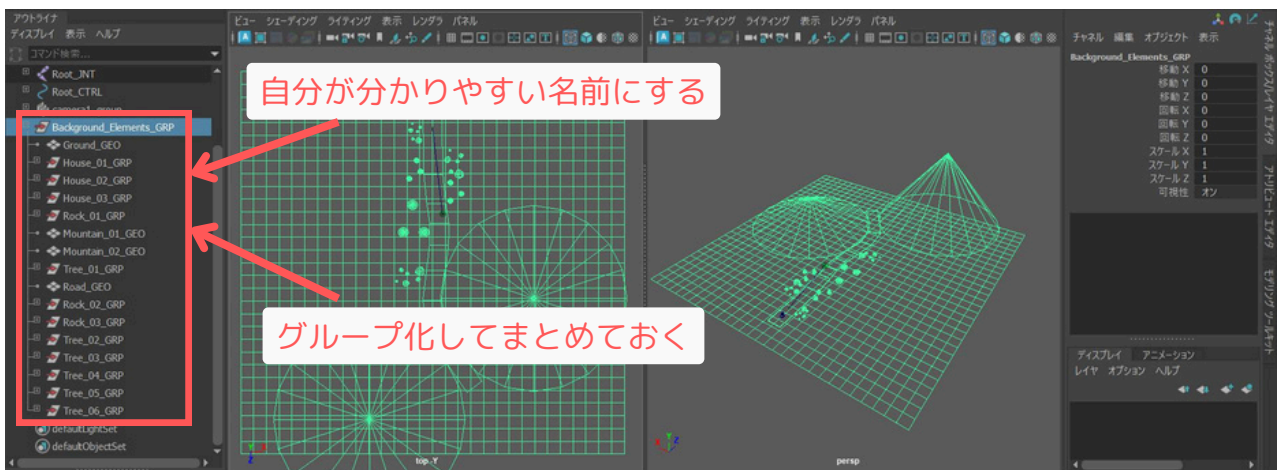 アウトライナ
ディスプレイ 表示 ヘルプ
コマンド検索...
Root_JNT
Root_CTRL
camera1_group
Background_Elements_GRP
Ground_GEO
House_01_GRP
House_02_GRP
House_03_GRP
Rock_01_GRP
Mountain_01_GEO
Mountain_02_GEO
Tree_01_GRP
Road_GEO
Rock_02_GRP
Rock_03_GRP
Tree_02_GRP
Tree_03_GRP
Tree_04_GRP
Tree_05_GRP
Tree_06_GRP
defaultLightSet
defaultObjectSet
ビュー シェーディング ライティング 表示 レンダラ パネル
自分が分かりやすい名前にする
グループ化してまとめておく
top -Y
ビュー シェーディング ライティング 表示 レンダラ パネル
persp
チャネル 編集 オブジェクト 表示
Background_Elements_GRP
移動 X 0
移動 Y 0
移動 Z 0
回転 X 0
回転 Y 0
回転 Z 0
スケール X 1
スケール Y 1
スケール Z 1
可視性 オン
ディスプレイ アニメーション
レイヤ オプション ヘルプ
チャネル ボックス/レイヤ エディタ
アトリビュート エディタ
モデリング ツールキット